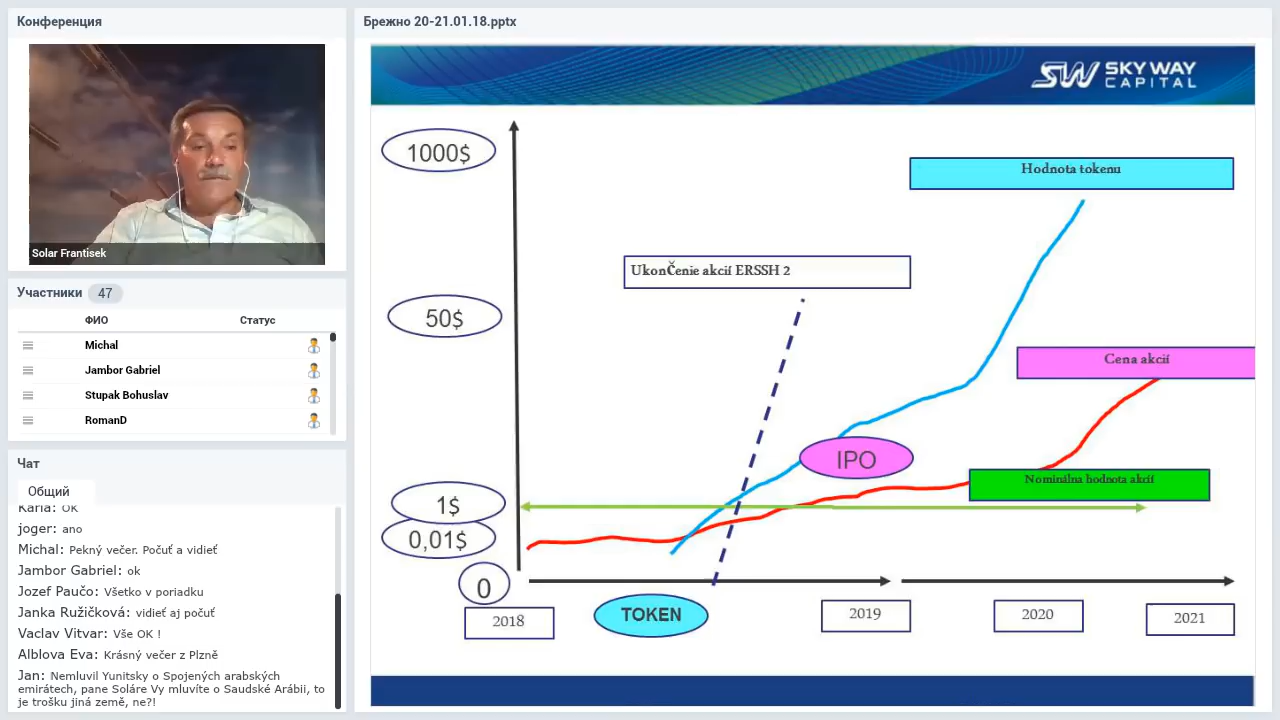 Конференция
Solar Frantisek
Участники 47
ФИО Статус
Michal
Jambor Gabriel
Stupak Bohuslav
RomanD
Чат
Общий
Karla: OK
joger: ano
Michal: Pekný večer. Počuť a vidieť
Jambor Gabriel: ok
Jozef Paučo: Všetko v poriadku
Janka Ružičková: vidieť aj počuť
Vaclav Vitvar: Vše OK !
Alblova Eva: Krásný večer z Plzně
Jan: Nemluvil Yunitsky o Spojených arabských
emirátech, pane Soláre Vy mluvíte o Saudské Arábii, to
je trošku jiná země, ne?!
Брежно 20-21.01.18.pptx
SW SKY WAY
CAPITAL
1000$
Hodnota tokenu
UkonČenie akcií ERSSH 2
50$
Cena akcií
IPO
Nominálna hodnota akcií
1$
0,01$
0
2018
TOKEN
2019
2020
2021